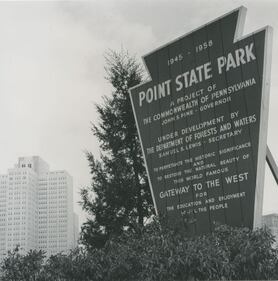 1945 - 1958
POINT STATE PARK
A PROJECT OF
THE COMMONWEALTH OF PENNSYLVANIA
JOHN S. FINE - GOVERNOR
UNDER DEVELOPMENT BY
THE DEPARTMENT OF FORESTS AND WATERS
SAMUEL S. LEWIS - SECRETARY
TO PERPETUATE THE HISTORIC SIGNIFICANCE
AND
TO RESTORE THE NATURAL BEAUTY OF
THIS WORLD FAMOUS
GATEWAY TO THE WEST
FOR
THE EDUCATION AND ENJOYMENT
OF ALL THE PEOPLE